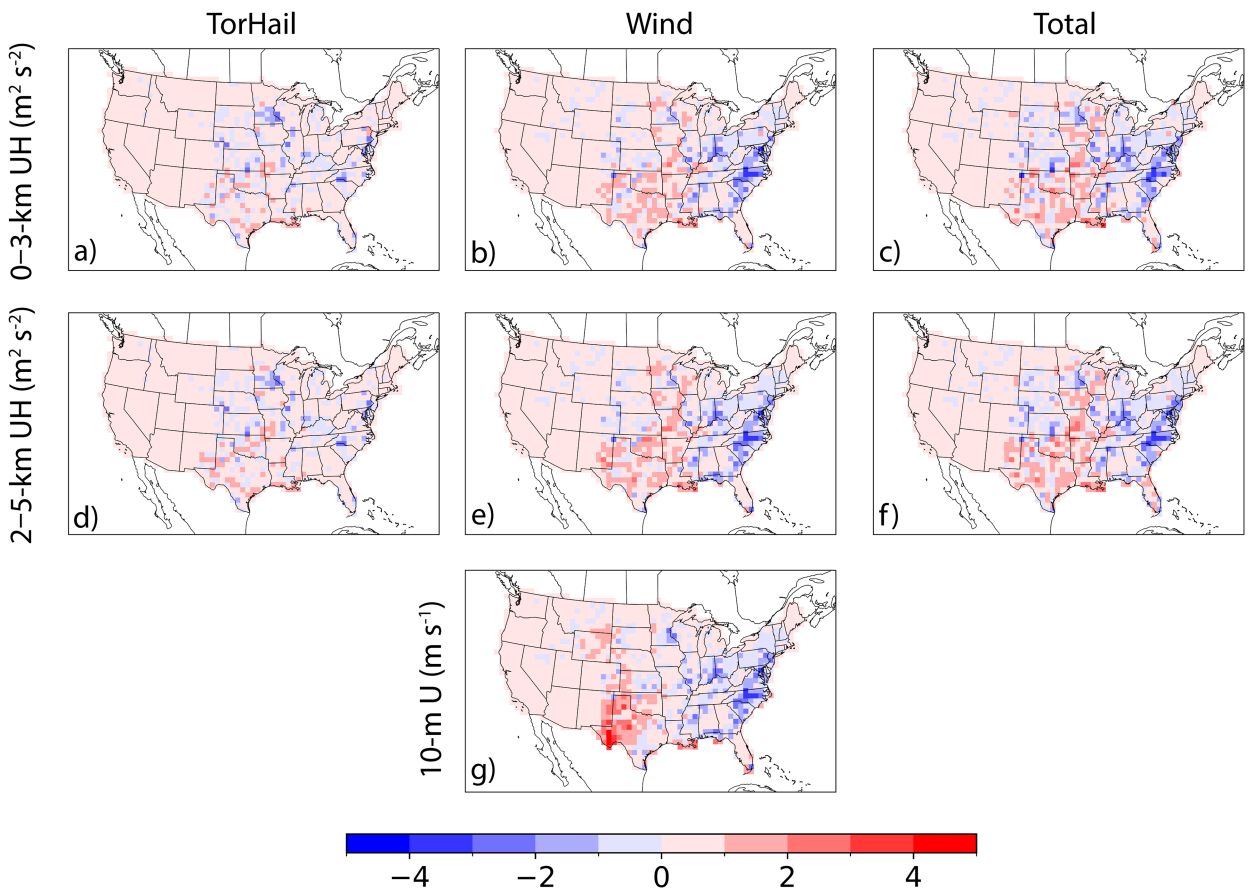 TorHail
Wind
Total
0−3-km UH (m² s⁻²)
a)
b)
c)
2−5-km UH (m² s⁻²)
d)
e)
f)
10-m U (m s⁻¹)
g)
−4 −2 0 2 4